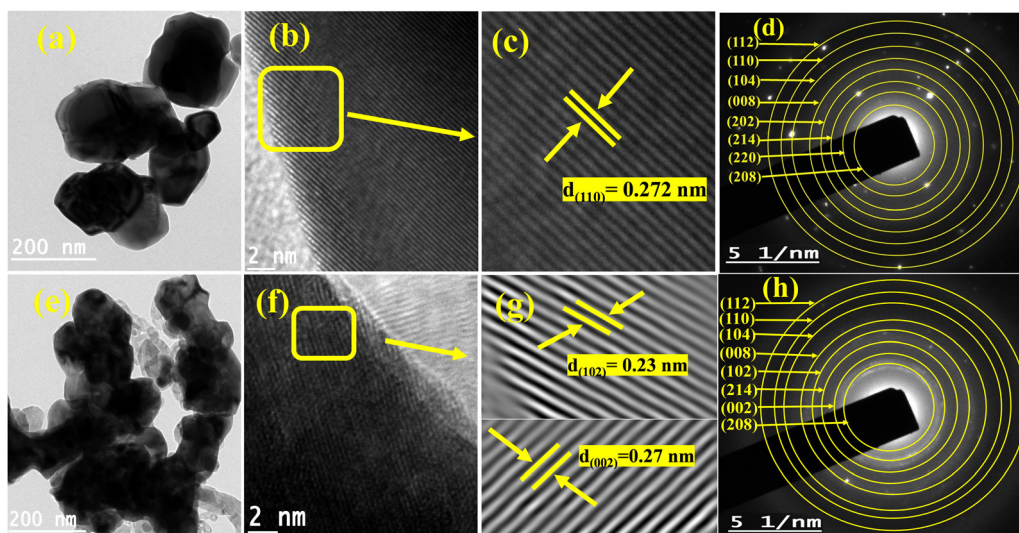 (a)
200 nm
(b)
2 nm
(c)
d(110)= 0.272 nm
(d)
(112)
(110)
(104)
(008)
(202)
(214)
(220)
(208)
5 1/nm
(e)
200 nm
(f)
2 nm
(g)
d(102)= 0.23 nm
d(002)=0.27 nm
(h)
(112)
(110)
(104)
(008)
(102)
(214)
(002)
(208)
5 1/nm